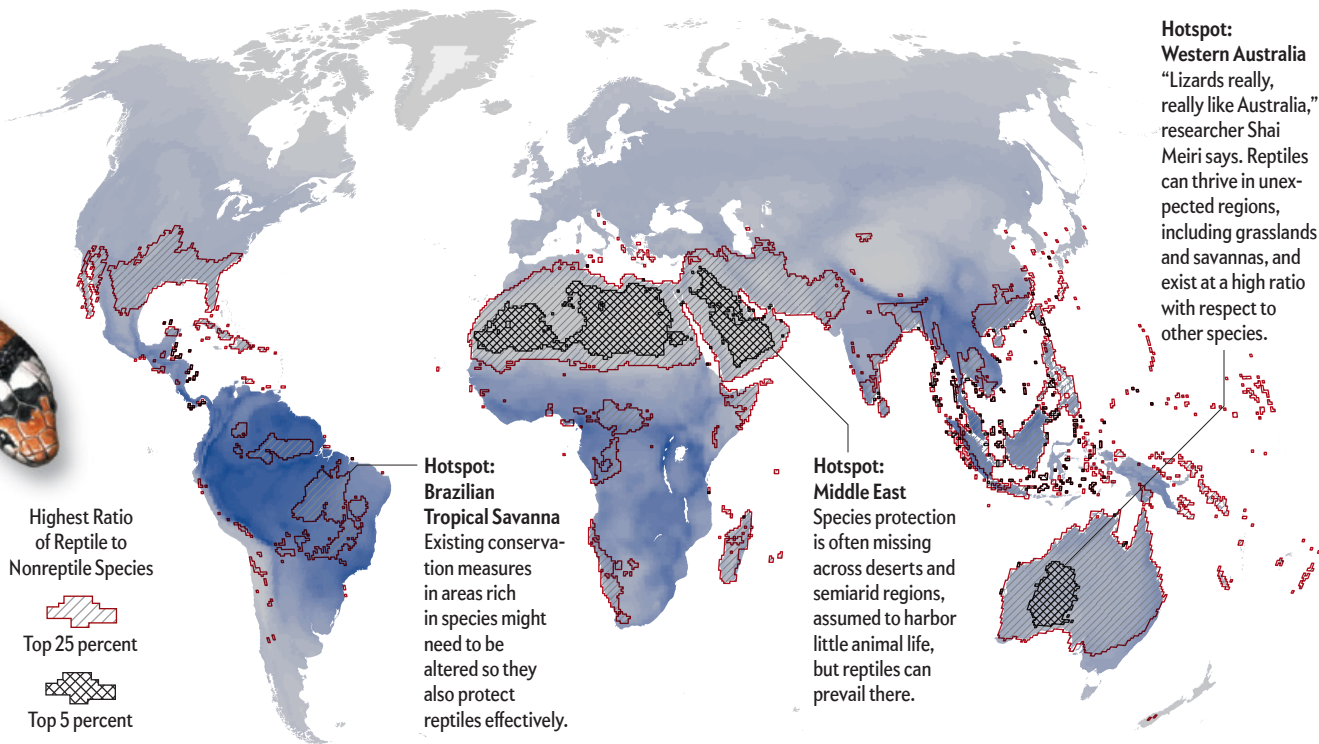 Hotspot:
Western Australia
“Lizards really,
really like Australia,”
researcher Shai
Meiri says. Reptiles
can thrive in unex-
pected regions,
including grasslands
and savannas, and
exist at a high ratio
with respect to
other species.
Hotspot:
Brazilian
Tropical Savanna
Existing conserva-
tion measures
in areas rich
in species might
need to be
altered so they
also protect
reptiles effectively.
Hotspot:
Middle East
Species protection
is often missing
across deserts and
semiarid regions,
assumed to harbor
little animal life,
but reptiles can
prevail there.
Highest Ratio
of Reptile to
Nonreptile Species
Top 25 percent
Top 5 percent